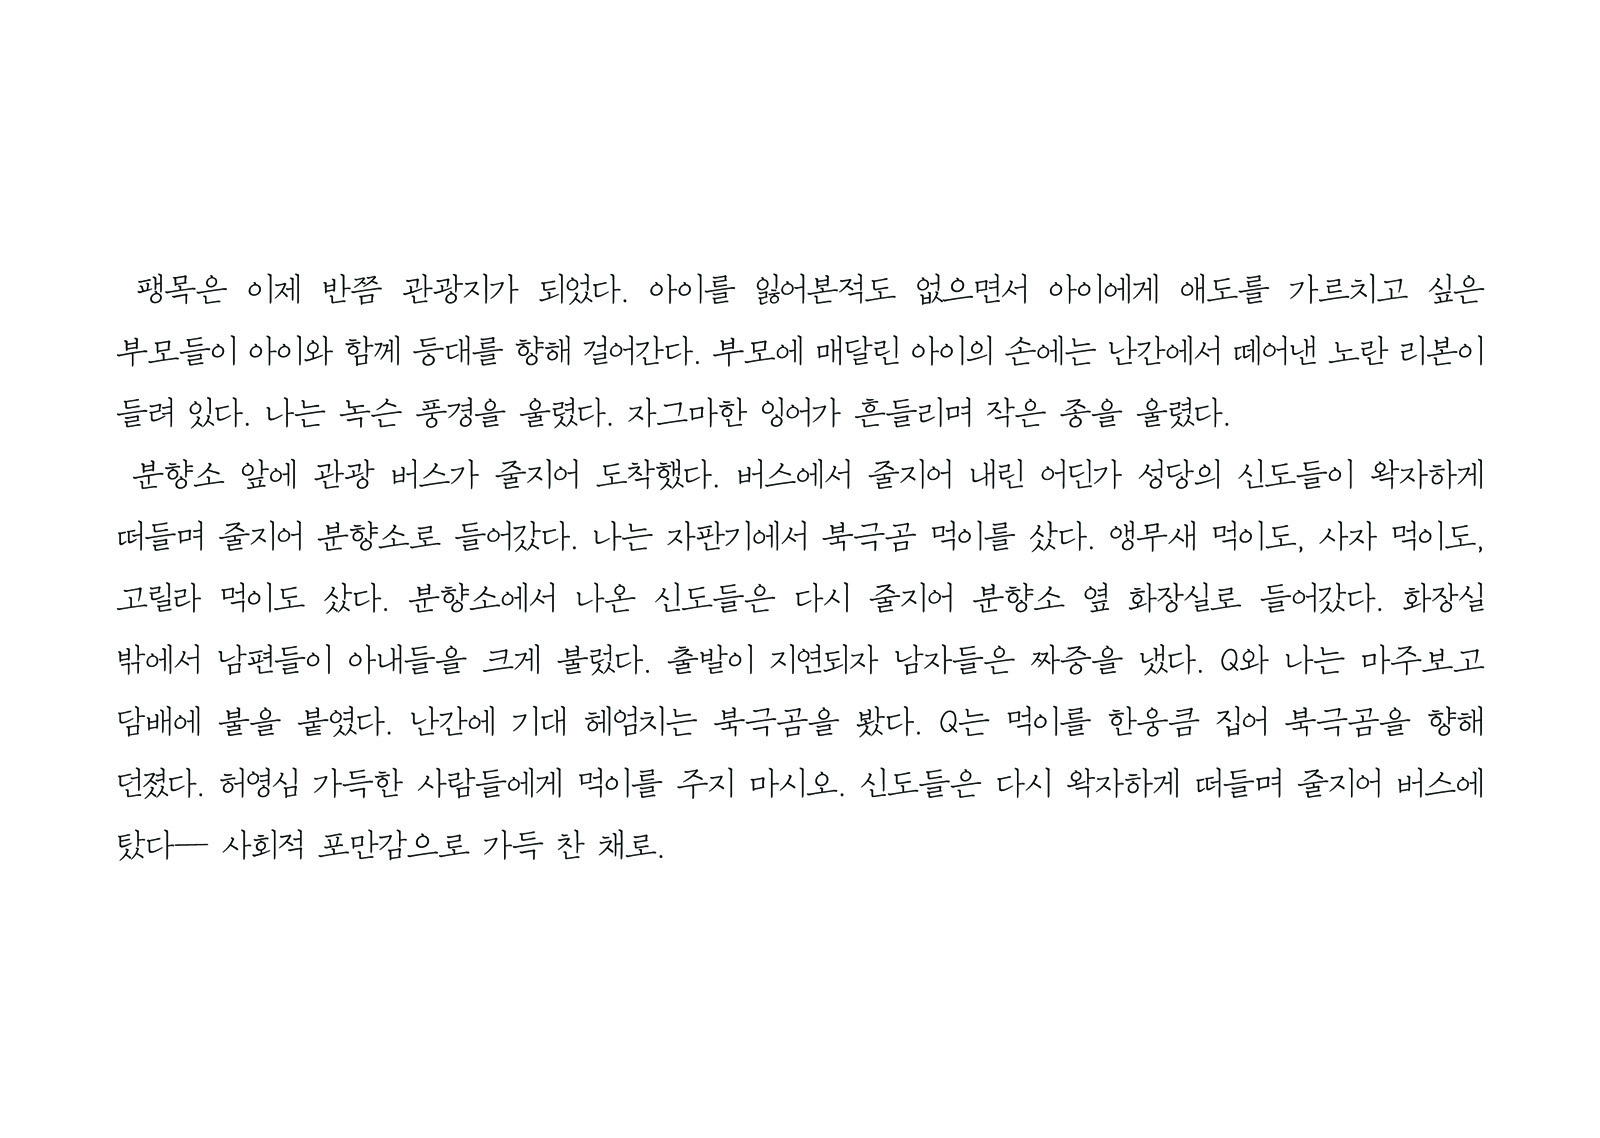 팽목은 이제 반쯤 관광지가 되었다. 아이를 잃어본적도 없으면서 아이에게 애도를 가르치고 싶은
부모들이 아이와 함께 등대를 향해 걸어간다. 부모에 매달린 아이의 손에는 난간에서 떼어낸 노란 리본이
들려 있다. 나는 녹슨 풍경을 울렸다. 자그마한 잉어가 흔들리며 작은 종을 울렸다.
분향소 앞에 관광 버스가 줄지어 도착했다. 버스에서 줄지어 내린 어딘가 성당의 신도들이 왁자하게
떠들며 줄지어 분향소로 들어갔다. 나는 자판기에서 북극곰 먹이를 샀다. 앵무새 먹이도, 사자 먹이도,
고릴라 먹이도 샀다. 분향소에서 나온 신도들은 다시 줄지어 분향소 옆 화장실로 들어갔다. 화장실
밖에서 남편들이 아내들을 크게 불렀다. 출발이 지연되자 남자들은 짜증을 냈다. Q와 나는 마주보고
담배에 불을 붙였다. 난간에 기대 헤엄치는 북극곰을 봤다. Q는 먹이를 한웅큼 집어 북극곰을 향해
던졌다. 허영심 가득한 사람들에게 먹이를 주지 마시오. 신도들은 다시 왁자하게 떠들며 줄지어 버스에
탔다── 사회적 포만감으로 가득 찬 채로.